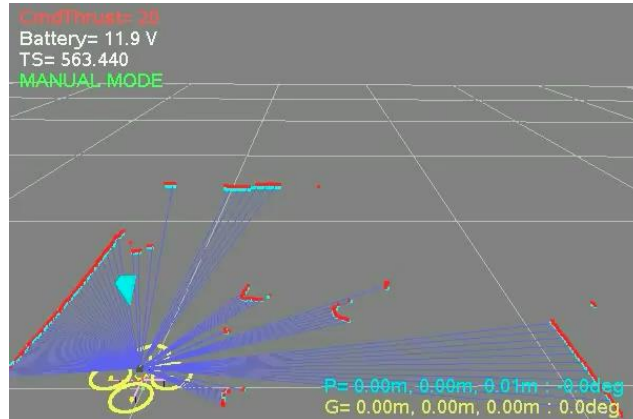 CmdThrust= 20
Battery= 11.9 V
TS= 563.440
MANUAL MODE
P= 0.00m, 0.00m, 0.01m : -0.0deg
G= 0.00m, 0.00m, 0.00m : 0.0deg